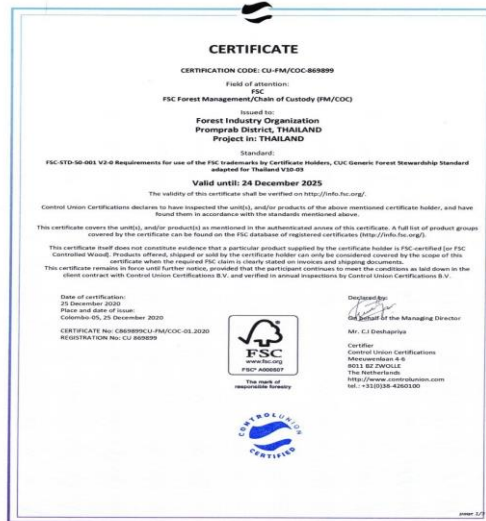 CERTIFICATE
CERTIFICATION CODE: CU-FM/COC-869899
Field of attention:
FSC
FSC Forest Management/Chain of Custody (FM/COC)
Issued to:
Forest Industry Organization
Promprab District, THAILAND
Project in: THAILAND
Standard:
FSC-STD-50-001 V2-0 Requirements for use of the FSC trademarks by Certificate Holders, CUC Generic Forest Stewardship Standard
adapted for Thailand V10-03
Valid until: 24 December 2025
The validity of this certificate shall be verified on http://info.fsc.org/.
Control Union Certifications declares to have inspected the unit(s), and/or products of the above mentioned certificate holder, and have
found them in accordance with the standards mentioned above.
This certificate covers the unit(s), and/or product(s) as mentioned in the authenticated annex of this certificate. A full list of product groups
covered by the certificate can be found on the FSC database of registered certificates (http://info.fsc.org/).
This certificate itself does not constitute evidence that a particular product supplied by the certificate holder is FSC-certified [or FSC
Controlled Wood]. Products offered, shipped or sold by the certificate holder can only be considered covered by the scope of this
certificate when the required FSC claim is clearly stated on invoices and shipping documents.
This certificate remains in force until further notice, provided that the participant continues to meet the conditions as laid down in the
client contract with Control Union Certifications B.V. and verified in annual inspections by Control Union Certifications B.V.
Date of certification:
25 December 2020
Place and date of issue:
Colombo-05, 25 December 2020
CERTIFICATE No: C869899CU-FM/COC-01.2020
REGISTRATION No: CU 869899
Declared by:
On behalf of the Managing Director
Mr. C.J Deshapriya
Certifier
Control Union Certifications
Meeuwenlaan 4-6
8011 BZ ZWOLLE
The Netherlands
http://www.controlunion.com
tel.: +31(0)38-4260100
FSC
www.fsc.org
FSC® A000507
The mark of
responsible forestry
CONTROLUNION
CERTIFIED
page 1/3